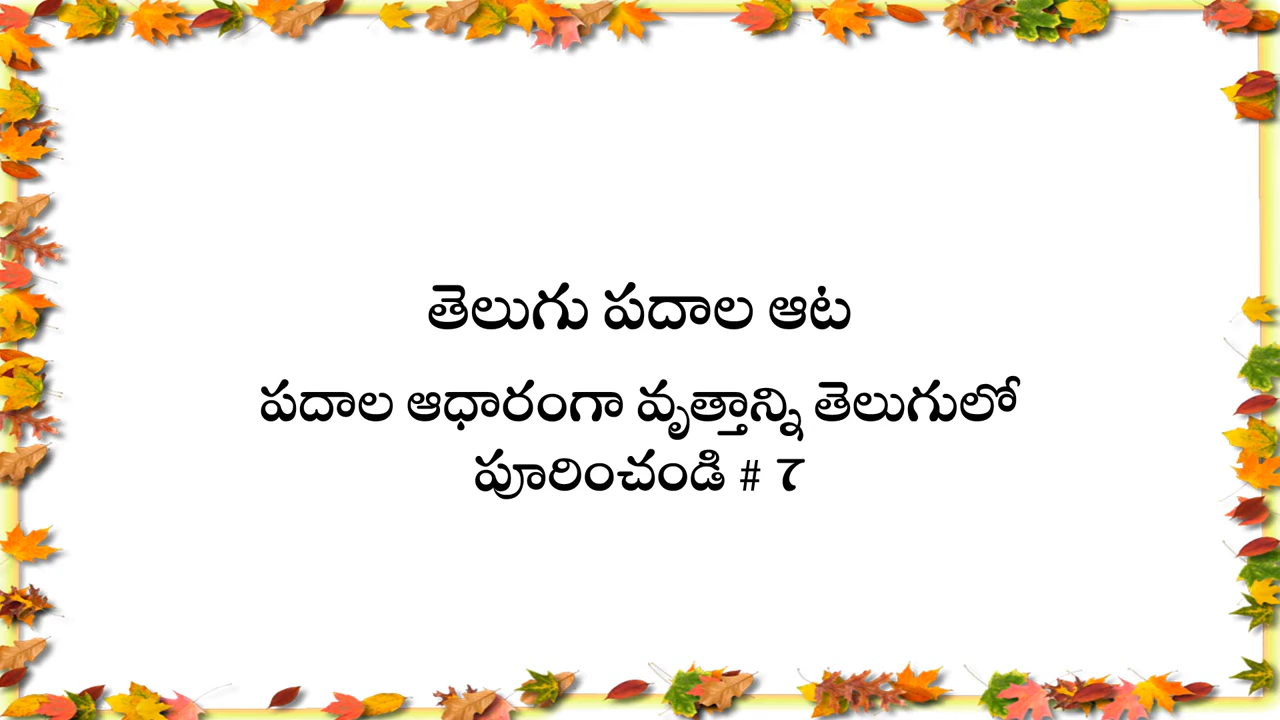 తెలుగు పదాల ఆట
పదాల ఆధారంగా వృత్తాన్ని తెలుగులో
పూరించండి # 7